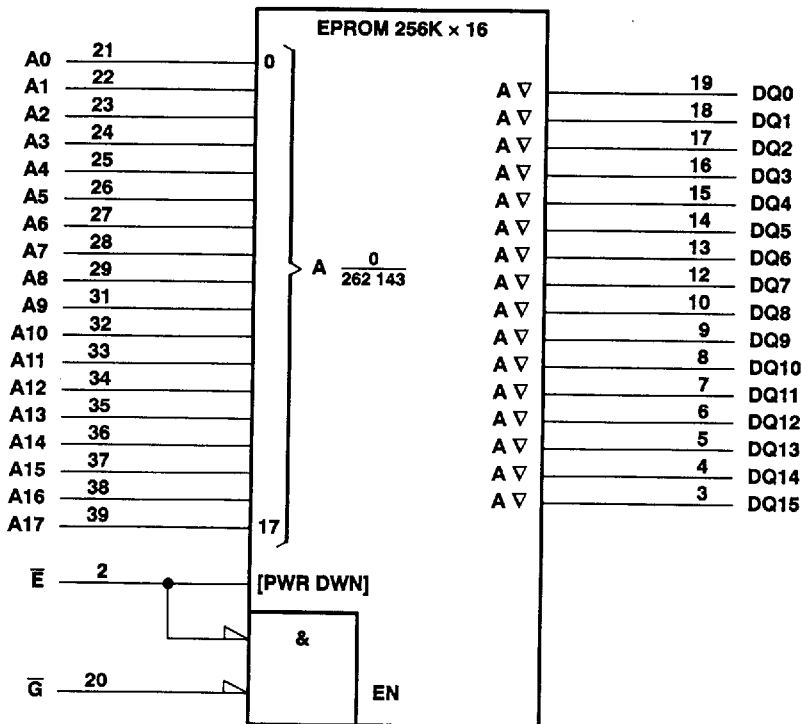 EPROM 256K × 16
A0 21 0
A1 22
A2 23
A3 24
A4 25
A5 26
A6 27
A7 28
A8 29
A9 31
A10 32
A11 33
A12 34
A13 35
A14 36
A15 37
A16 38
A17 39 17
A 0
262 143
A ▽ 19 DQ0
A ▽ 18 DQ1
A ▽ 17 DQ2
A ▽ 16 DQ3
A ▽ 15 DQ4
A ▽ 14 DQ5
A ▽ 13 DQ6
A ▽ 12 DQ7
A ▽ 10 DQ8
A ▽ 9 DQ9
A ▽ 8 DQ10
A ▽ 7 DQ11
A ▽ 6 DQ12
A ▽ 5 DQ13
A ▽ 4 DQ14
A ▽ 3 DQ15
E̅ 2 [PWR DWN]
&
G̅ 20 EN